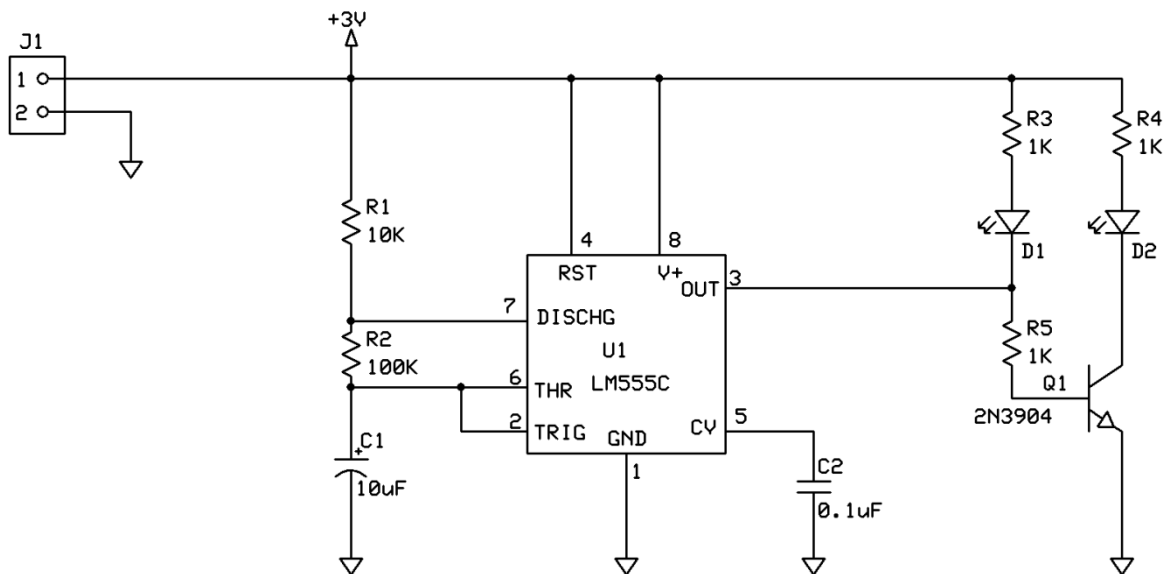 +3V
J1
1
2
R3
1K
R4
1K
R1
10K
4
8
RST
V+
OUT
3
D1
D2
7
DISCHG
R2
100K
U1
LM555C
R5
1K
6
THR
Q1
2N3904
2
TRIG
GND
CV
5
+
C1
10uF
1
C2
0.1uF